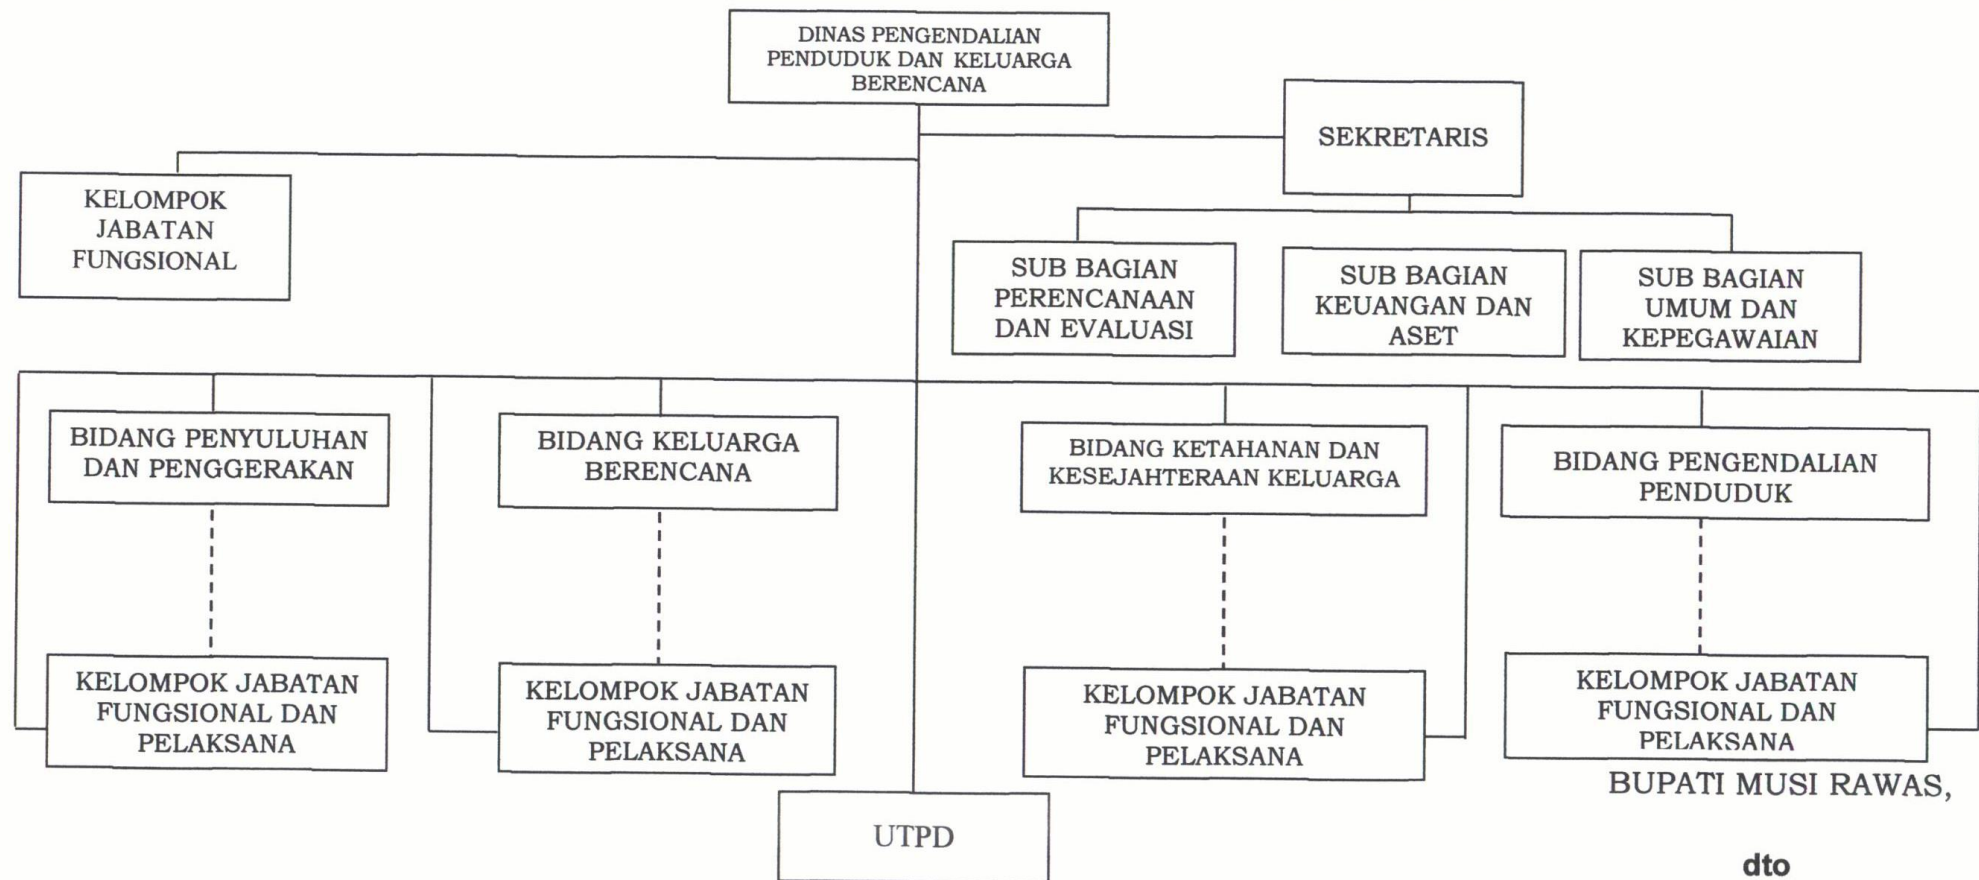 DINAS PENGENDALIAN
PENDUDUK DAN KELUARGA
BERENCANA
SEKRETARIS
KELOMPOK
JABATAN
FUNGSIONAL
SUB BAGIAN
PERENCANAAN
DAN EVALUASI
SUB BAGIAN
KEUANGAN DAN
ASET
SUB BAGIAN
UMUM DAN
KEPEGAWAIAN
BIDANG PENYULUHAN
DAN PENGGERAKAN
BIDANG KELUARGA
BERENCANA
BIDANG KETAHANAN DAN
KESEJAHTERAAN KELUARGA
BIDANG PENGENDALIAN
PENDUDUK
KELOMPOK JABATAN
FUNGSIONAL DAN
PELAKSANA
KELOMPOK JABATAN
FUNGSIONAL DAN
PELAKSANA
KELOMPOK JABATAN
FUNGSIONAL DAN
PELAKSANA
KELOMPOK JABATAN
FUNGSIONAL DAN
PELAKSANA
UTPD
BUPATI MUSI RAWAS,
dto